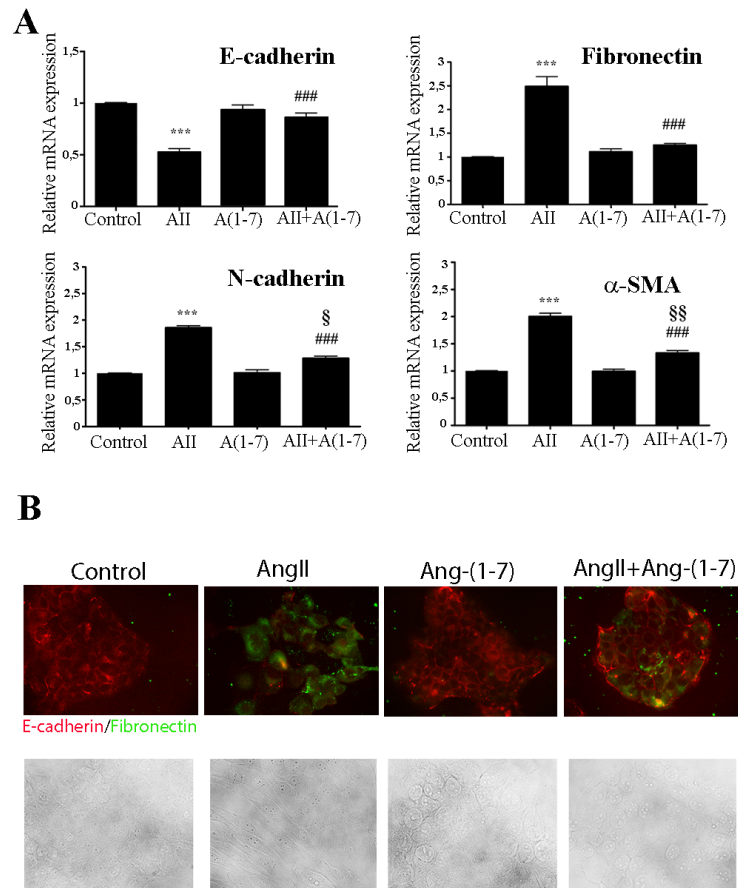 A
E-cadherin
Relative mRNA expression
1,5
1
0,5
0
***
###
Control AII A(1-7) AII+A(1-7)
Fibronectin
Relative mRNA expression
3
2,5
2
1,5
1
0,5
0
***
###
Control AII A(1-7) AII+A(1-7)
N-cadherin
Relative mRNA expression
3
2,5
2
1,5
1
0,5
0
***
§
###
Control AII A(1-7) AII+A(1-7)
α-SMA
Relative mRNA expression
3
2,5
2
1,5
1
0,5
0
***
§§
###
Control AII A(1-7) AII+A(1-7)
B
Control AngII Ang-(1-7) AngII+Ang-(1-7)
E-cadherin/Fibronectin